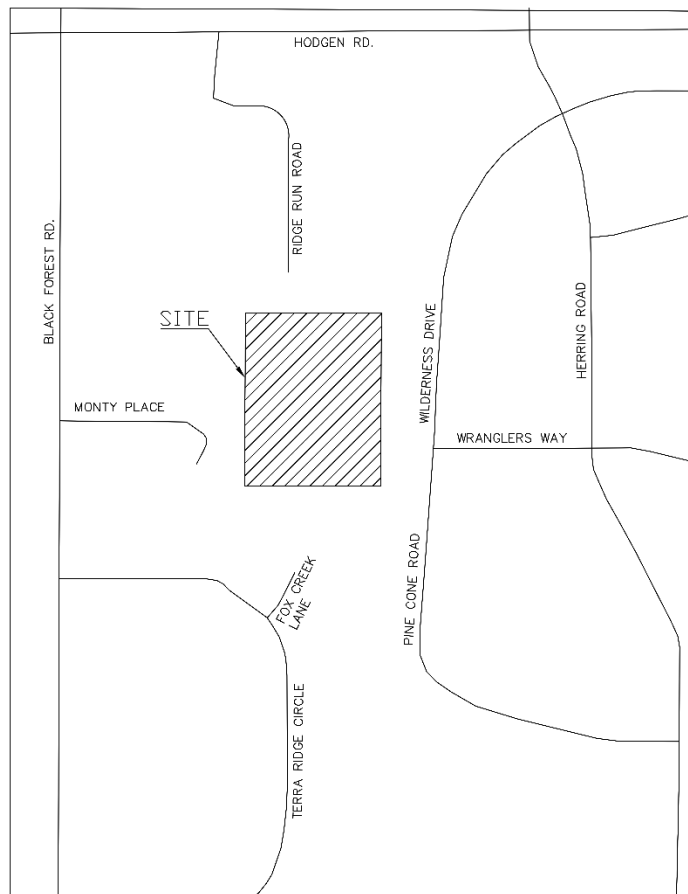 HODGEN RD.
RIDGE RUN ROAD
BLACK FOREST RD.
SITE
WILDERNESS DRIVE
HERRING ROAD
MONTY PLACE
WRANGLERS WAY
PINE CONE ROAD
FOX CREEK
LANE
TERRA RIDGE CIRCLE